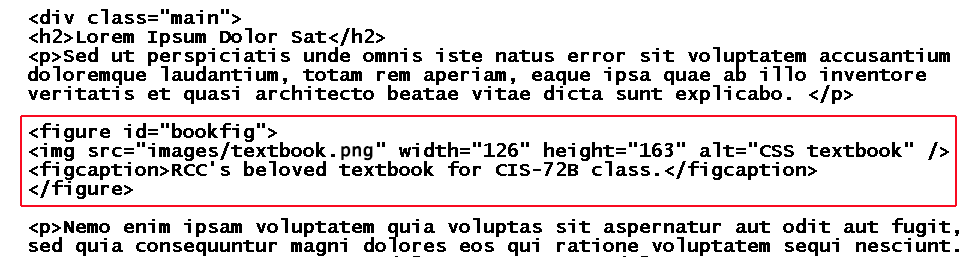 <div class="main">
<h2>Lorem Ipsum Dolor Sat</h2>
<p>Sed ut perspiciatis unde omnis iste natus error sit voluptatem accusantium
doloremque laudantium, totam rem aperiam, eaque ipsa quae ab illo inventore
veritatis et quasi architecto beatae vitae dicta sunt explicabo. </p>
<figure id="bookfig">
<img src="images/textbook.png" width="126" height="163" alt="CSS textbook" />
<figcaption>RCC's beloved textbook for CIS-72B class.</figcaption>
</figure>
<p>Nemo enim ipsam voluptatem quia voluptas sit aspernatur aut odit aut fugit,
sed quia consequuntur magni dolores eos qui ratione voluptatem sequi nesciunt.